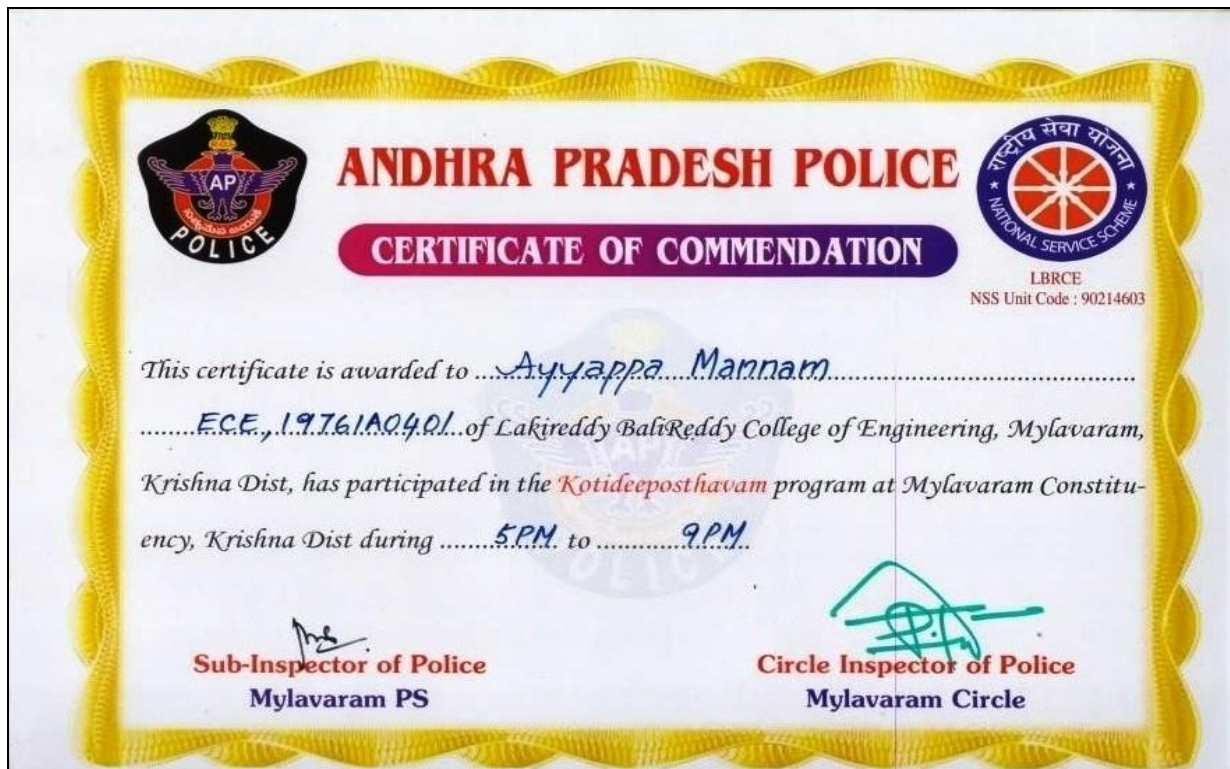 ANDHRA PRADESH POLICE
CERTIFICATE OF COMMENDATION
AP
POLICE
राष्ट्रीय सेवा योजना
NATIONAL SERVICE SCHEME
LBRCE
NSS Unit Code : 90214603
This certificate is awarded to ...Ayyappa Mannam...
...ECE, 19761A0401...of Lakireddy BaliReddy College of Engineering, Mylavaram,
Krishna Dist, has participated in the Kotideeposthavam program at Mylavaram Constitu-
ency, Krishna Dist during ...5PM to ...9PM
Sub-Inspector of Police
Mylavaram PS
Circle Inspector of Police
Mylavaram Circle